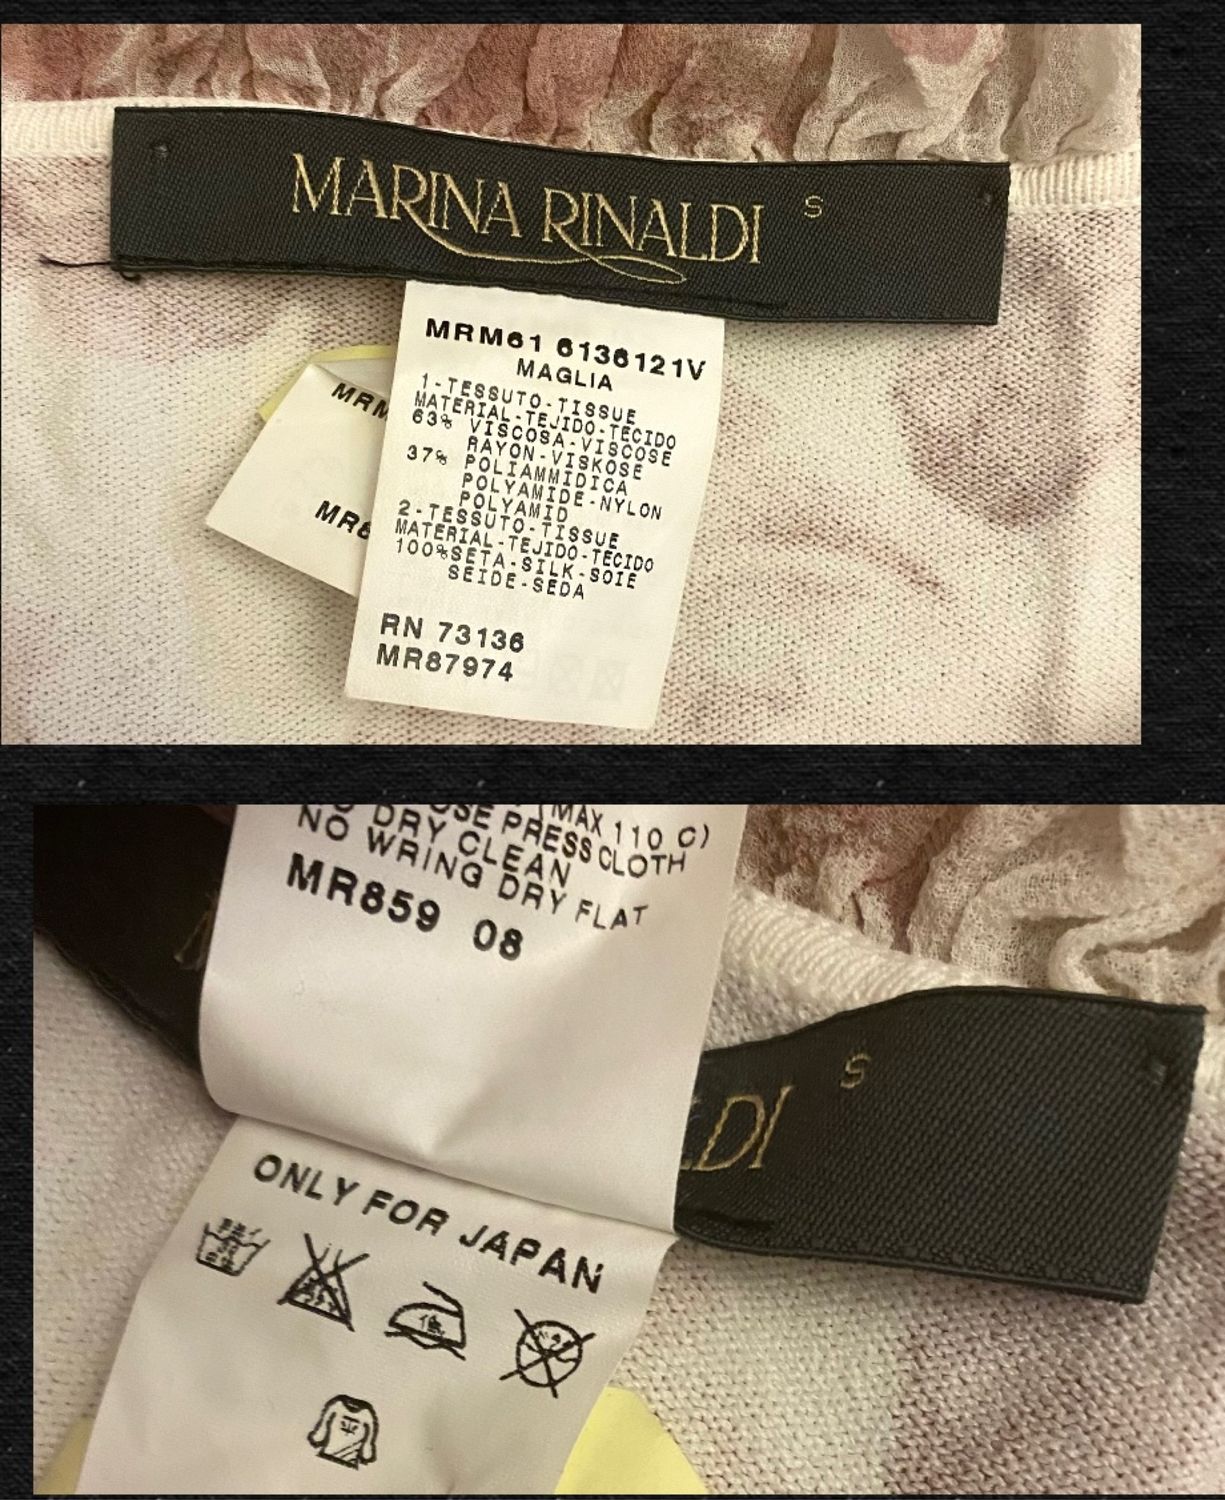 MARINA RINALDI S
MRM61 6136121V
MAGLIA
1-TESSUTO-TISSUE
MATERIAL-TEJIDO-TECIDO
63% VISCOSA-VISCOSE
RAYON-VISKOSE
37% POLIAMMIDICA
POLYAMIDE-NYLON
POLYAMID
2-TESSUTO-TISSUE
MATERIAL-TEJIDO-TECIDO
100%SETA-SILK-SOIE
SEIDE-SEDA
RN 73136
MR87974
MRM
MR8
(MAX 110 C)
PRESS CLOTH
DRY CLEAN
NO WRING DRY FLAT
MR859 08
LDI S
ONLY FOR JAPAN